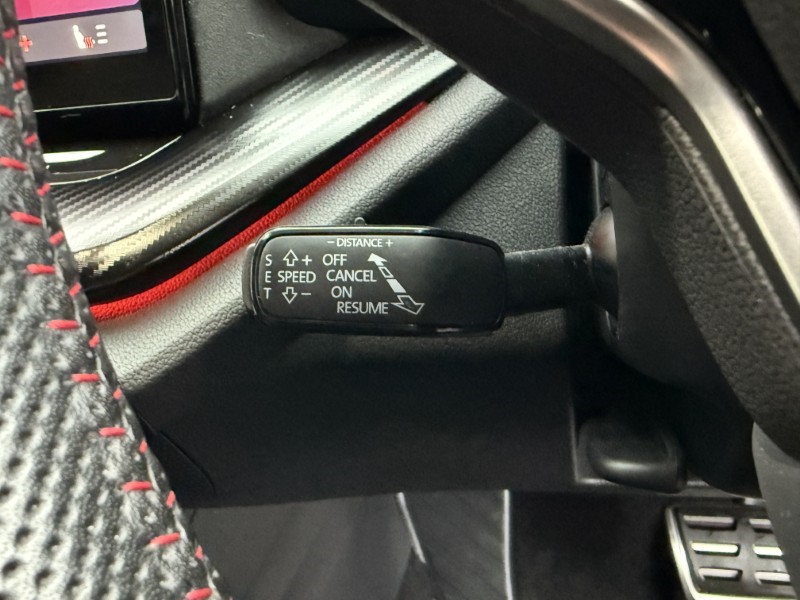 − DISTANCE +
S + OFF
E SPEED CANCEL
T − ON
RESUME